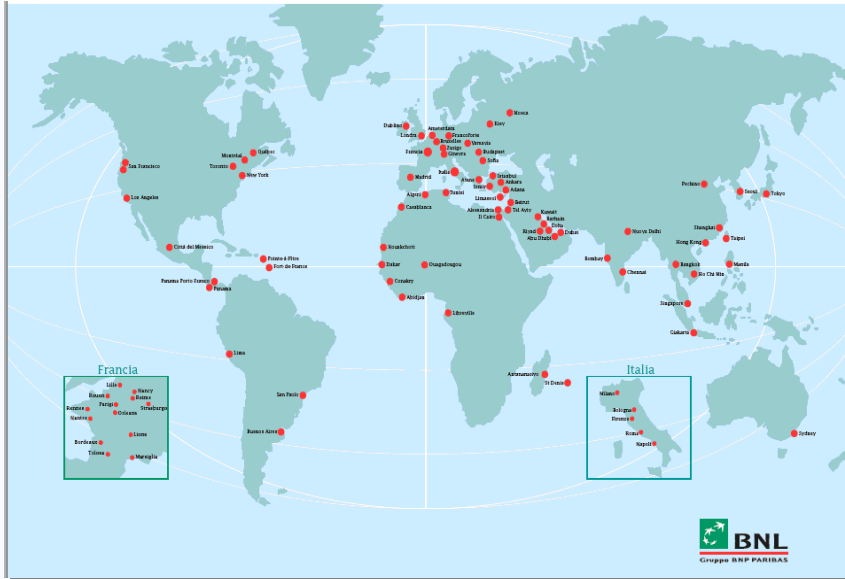 Mosca
Kiev
Dublino
Amsterdam
Londra
Francoforte
Bruxelles
Varsavia
Zurigo
Francia
Ginevra
Budapest
Sofia
Québec
Montréal
Toronto
San Francisco
New York
Los Angeles
Italia
Madrid
Istanbul
Ankara
Atene
Izmir
Adana
Algeri
Tunisi
Limassol
Beirut
Casablanca
Alessandria
Tel Aviv
Il Cairo
Kuwait
Bahrain
Doha
Riyad
Dubai
Abu Dhabi
Pechino
Seoul
Tokyo
Shanghai
Taipei
Hong Kong
Nuova Delhi
Bombay
Chennai
Bangkok
Manila
Ho Chi Min
Singapore
Giakarta
Città del Messico
Pointe-à-Pitre
Fort-de-France
Panama
Nouakchott
Dakar
Ouagadougou
Conakry
Abidjan
Libreville
Lima
San Paolo
Buenos Aires
Antananarivo
St Denis
Sydney
Francia
Lille
Nancy
Rouen
Reims
Parigi
Strasburgo
Rennes
Orleans
Nantes
Lione
Bordeaux
Tolosa
Marsiglia
Italia
Milano
Bologna
Firenze
Roma
Napoli
BNL
Gruppo BNP PARIBAS